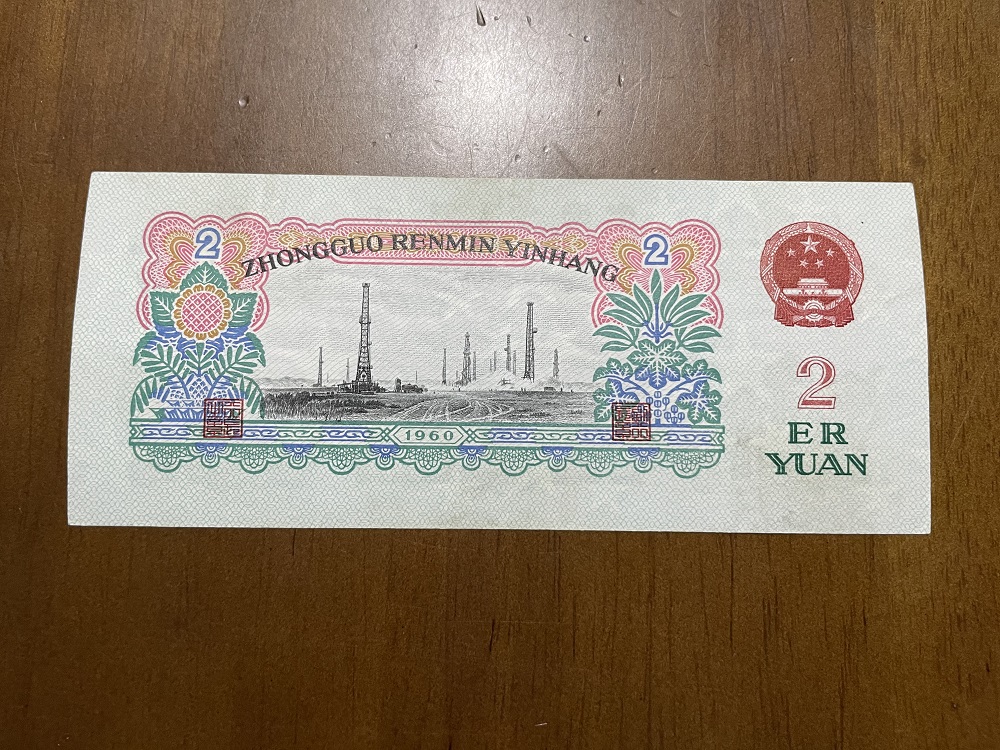 2
2
ZHONGGUO RENMIN YINHANG
1960
2
ER
YUAN